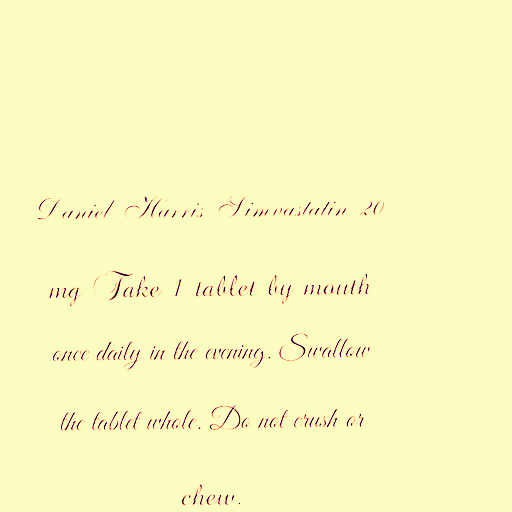 Daniel Harris Simvastatin 20
mg Take 1 tablet by mouth
once daily in the evening. Swallow
the tablet whole. Do not crush or
chew.